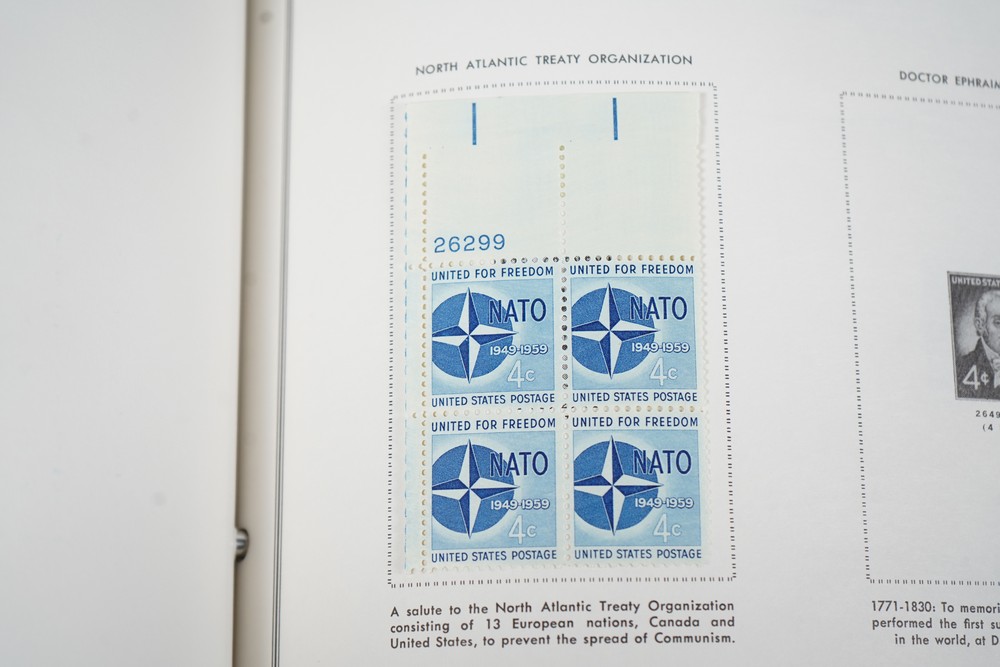 NORTH ATLANTIC TREATY ORGANIZATION
26299
UNITED FOR FREEDOM
NATO
1949-1959
4c
UNITED STATES POSTAGE
UNITED FOR FREEDOM
NATO
1949-1959
4c
UNITED STATES POSTAGE
UNITED FOR FREEDOM
NATO
1949-1959
4c
UNITED STATES POSTAGE
UNITED FOR FREEDOM
NATO
1949-1959
4c
UNITED STATES POSTAGE
A salute to the North Atlantic Treaty Organization
consisting of 13 European nations, Canada and
United States, to prevent the spread of Communism.
DOCTOR EPHRAIM
UNITED STAT
4¢
2649
(4
1771-1830: To memori
performed the first su
in the world, at D